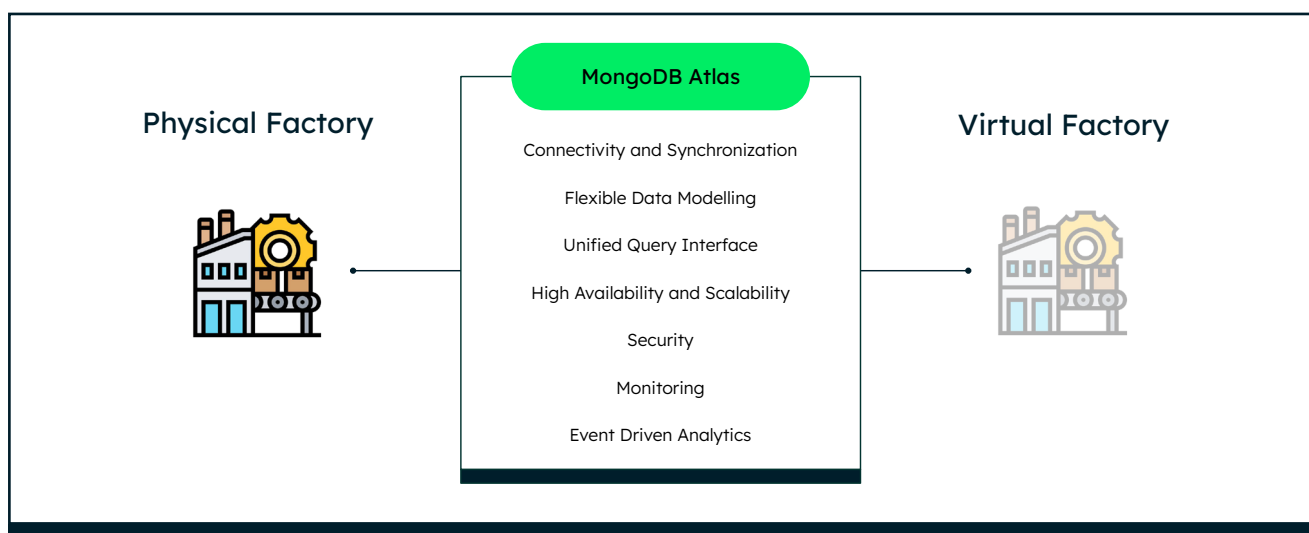 MongoDB Atlas
Physical Factory
Virtual Factory
Connectivity and Synchronization
Flexible Data Modelling
Unified Query Interface
High Availability and Scalability
Security
Monitoring
Event Driven Analytics